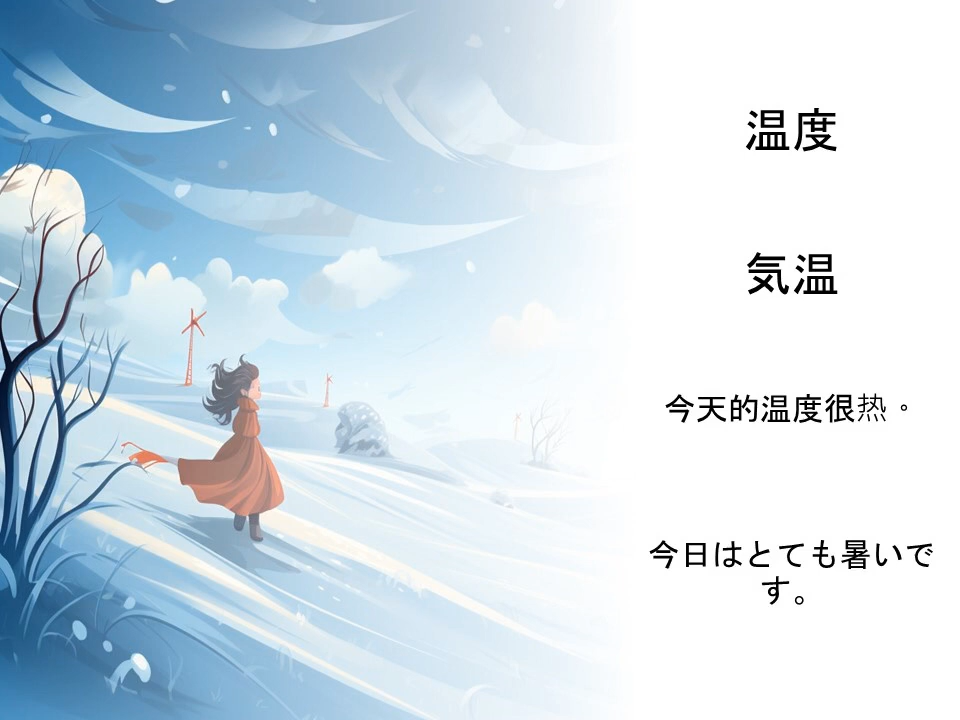 温度
気温
今天的温度很热。
今日はとても暑いで
す。